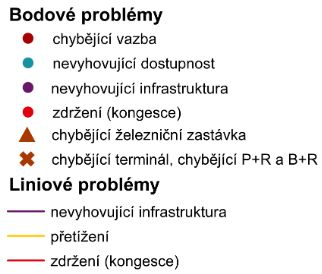 Bodové problémy
chybějící vazba
nevyhovující dostupnost
nevyhovující infrastruktura
zdržení (kongesce)
chybějící železniční zastávka
chybějící terminál, chybějící P+R a B+R
Liniové problémy
nevyhovující infrastruktura
přetížení
zdržení (kongesce)